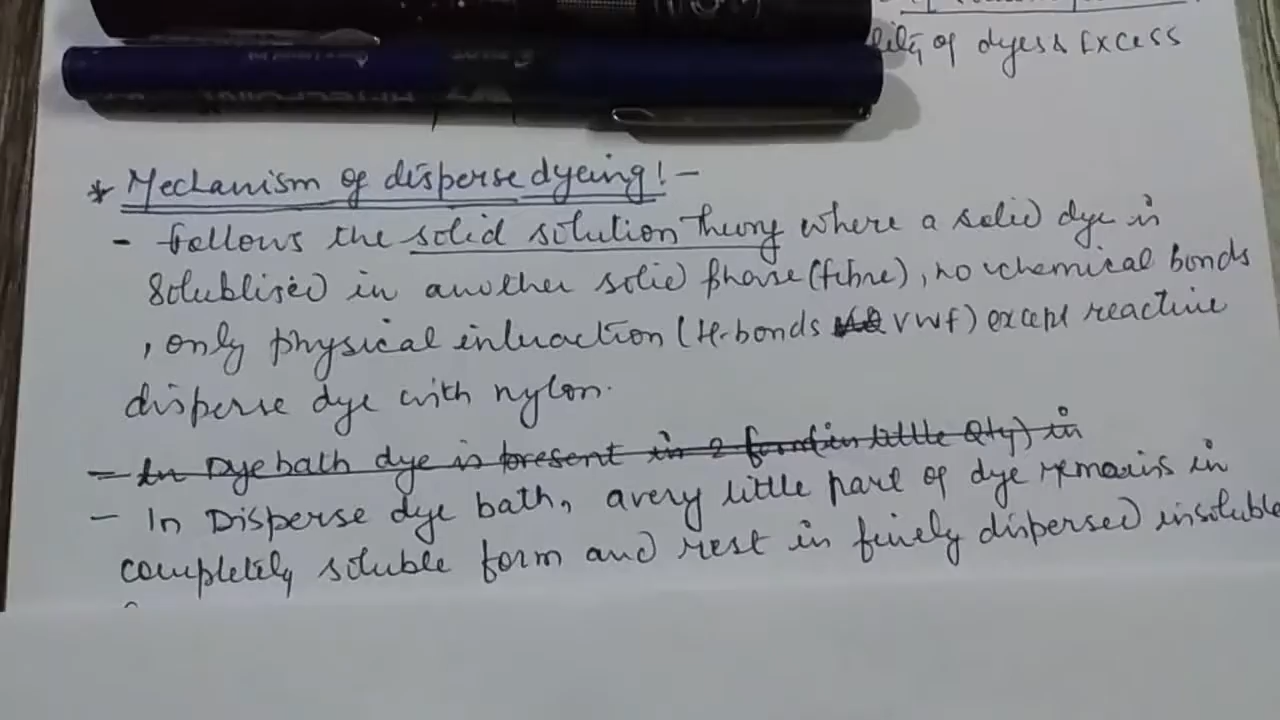 of dyes & Excess
* Mechanism of disperse dyeing! -
- follows the solid solution theory where a solid dye is
solublised in another solid phase (fibre), no chemical bonds
, only physical interaction (H-bonds VWF) except reactive
disperse dye with nylon.
- In Dyebath dye is present in 2 form (in little Qty) in
- In Disperse dye bath, a very little part of dye remains in
completely soluble form and rest in finely dispersed insoluble